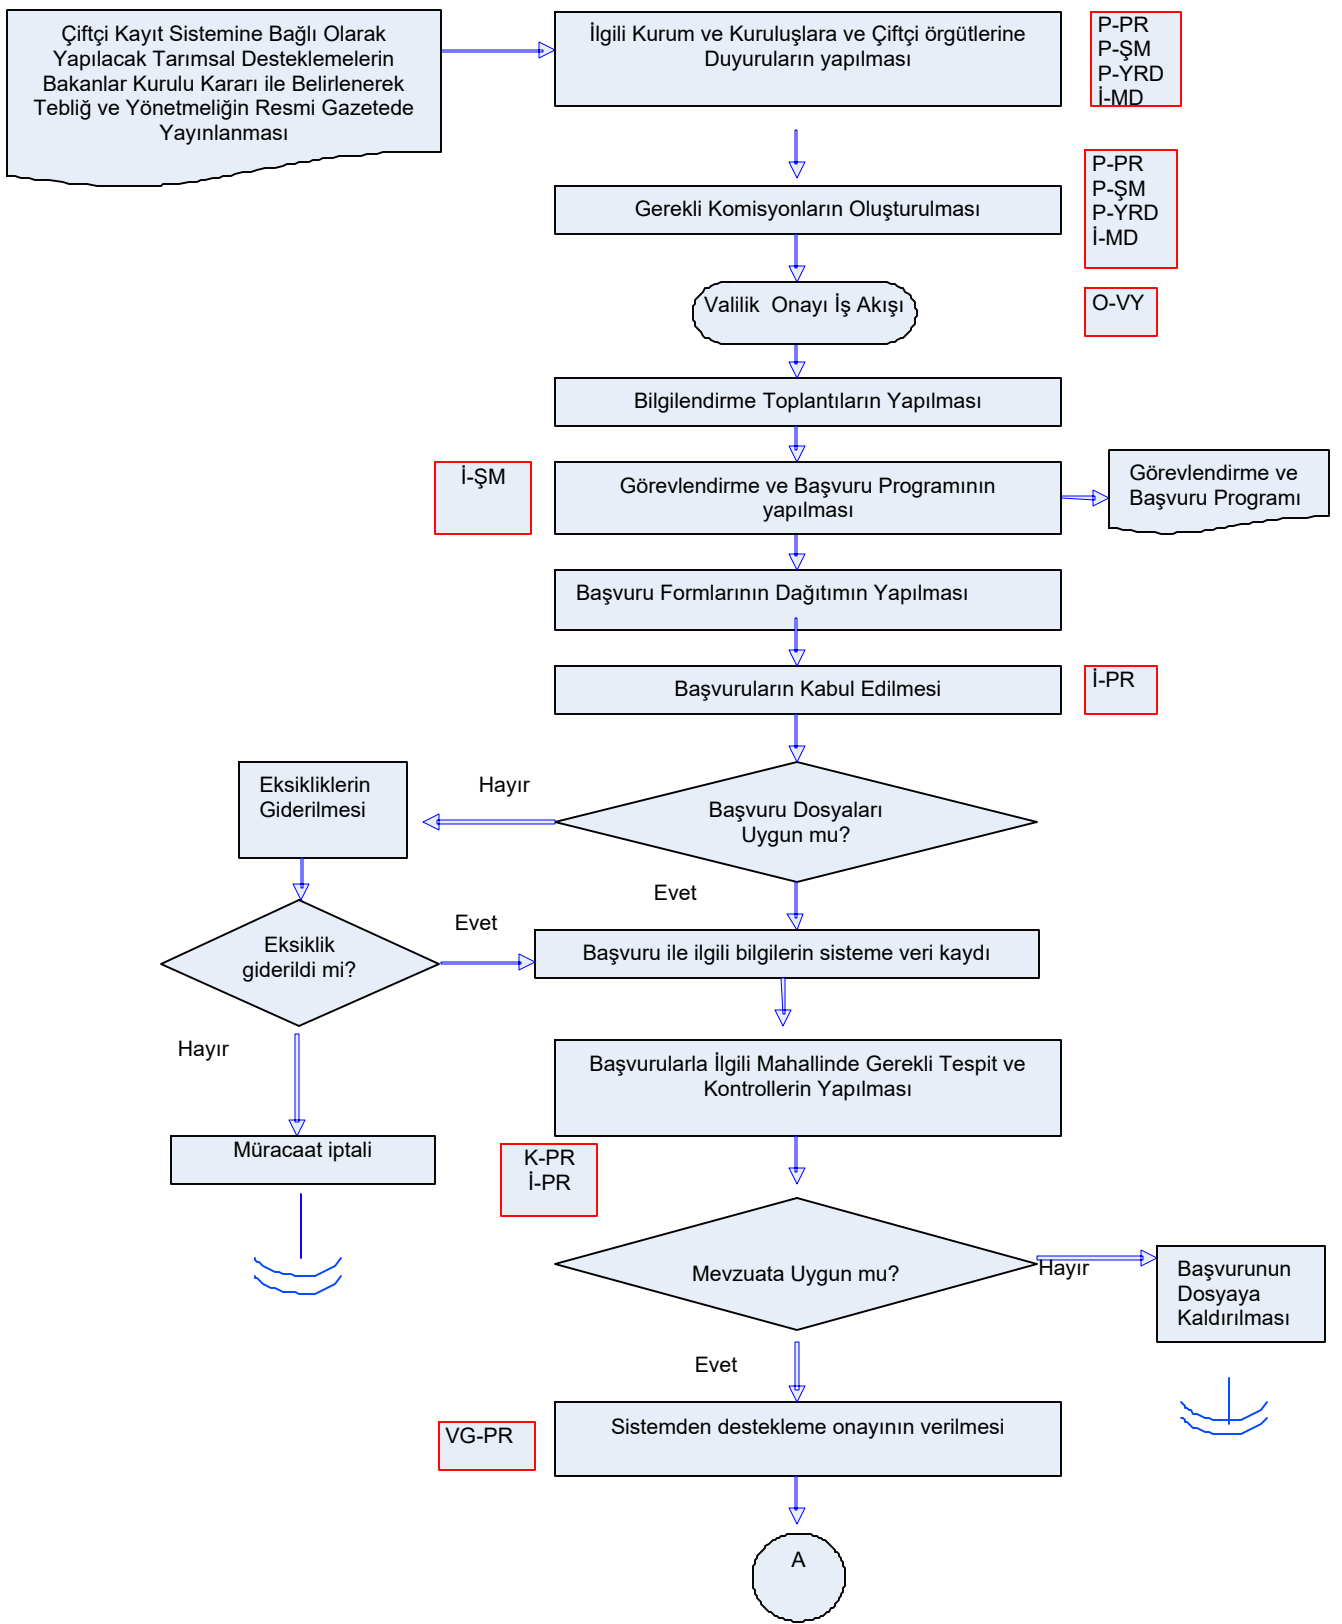 Çiftçi Kayıt Sistemine Bağlı Olarak
Yapılacak Tarımsal Desteklemelerin
Bakanlar Kurulu Kararı ile Belirlenerek
Tebliğ ve Yönetmeliğin Resmi Gazetede
Yayınlanması
İlgili Kurum ve Kuruluşlara ve Çiftçi örgütlerine
Duyuruların yapılması
P-PR
P-ŞM
P-YRD
İ-MD
Gerekli Komisyonların Oluşturulması
P-PR
P-ŞM
P-YRD
İ-MD
Valilik  Onayı İş Akışı
O-VY
Bilgilendirme Toplantıların Yapılması
İ-ŞM
Görevlendirme ve Başvuru Programının
yapılması
Görevlendirme ve
Başvuru Programı
Başvuru Formlarının Dağıtımın Yapılması
Başvuruların Kabul Edilmesi
İ-PR
Eksikliklerin
Giderilmesi
Hayır
Başvuru Dosyaları
Uygun mu?
Evet
Eksiklik
giderildi mi?
Evet
Başvuru ile ilgili bilgilerin sisteme veri kaydı
Hayır
Başvurularla İlgili Mahallinde Gerekli Tespit ve
Kontrollerin Yapılması
Müracaat iptali
K-PR
İ-PR
Mevzuata Uygun mu?
Hayır
Başvurunun
Dosyaya
Kaldırılması
Evet
VG-PR
Sistemden destekleme onayının verilmesi
A